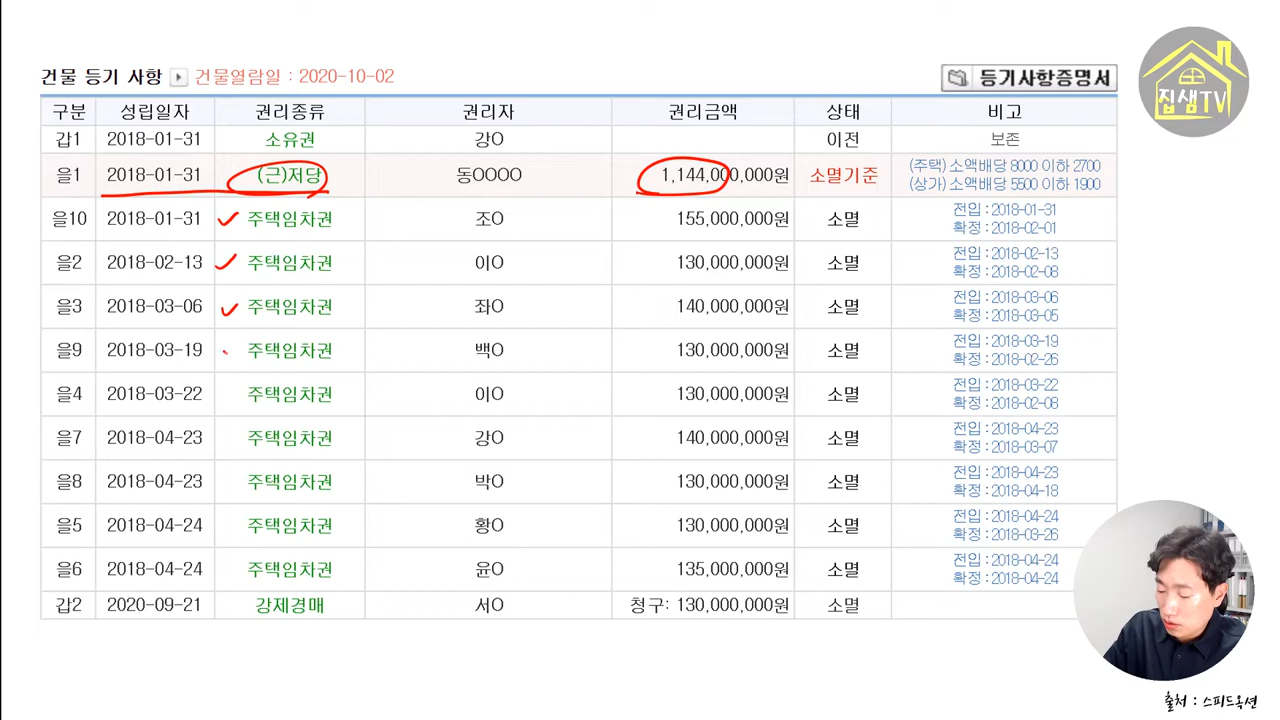 집샘TV
건물 등기 사항 건물열람일 : 2020-10-02 등기사항증명서
구분 성립일자 권리종류 권리자 권리금액 상태 비고
갑1 2018-01-31 소유권 강O 이전 보존
을1 2018-01-31 (근)저당 동OOOO 1,144,000,000원 소멸기준 (주택) 소액배당 8000 이하 2700
(상가) 소액배당 5500 이하 1900
을10 2018-01-31 주택임차권 조O 155,000,000원 소멸 전입 : 2018-01-31
확정 : 2018-02-01
을2 2018-02-13 주택임차권 이O 130,000,000원 소멸 전입 : 2018-02-13
확정 : 2018-02-08
을3 2018-03-06 주택임차권 좌O 140,000,000원 소멸 전입 : 2018-03-06
확정 : 2018-03-05
을9 2018-03-19 주택임차권 백O 130,000,000원 소멸 전입 : 2018-03-19
확정 : 2018-02-26
을4 2018-03-22 주택임차권 이O 130,000,000원 소멸 전입 : 2018-03-22
확정 : 2018-02-08
을7 2018-04-23 주택임차권 강O 140,000,000원 소멸 전입 : 2018-04-23
확정 : 2018-03-07
을8 2018-04-23 주택임차권 박O 130,000,000원 소멸 전입 : 2018-04-23
확정 : 2018-04-18
을5 2018-04-24 주택임차권 황O 130,000,000원 소멸 전입 : 2018-04-24
확정 : 2018-03-26
을6 2018-04-24 주택임차권 윤O 135,000,000원 소멸 전입 : 2018-04-24
확정 : 2018-04-24
갑2 2020-09-21 강제경매 서O 청구: 130,000,000원 소멸
출처 : 스피드옥션